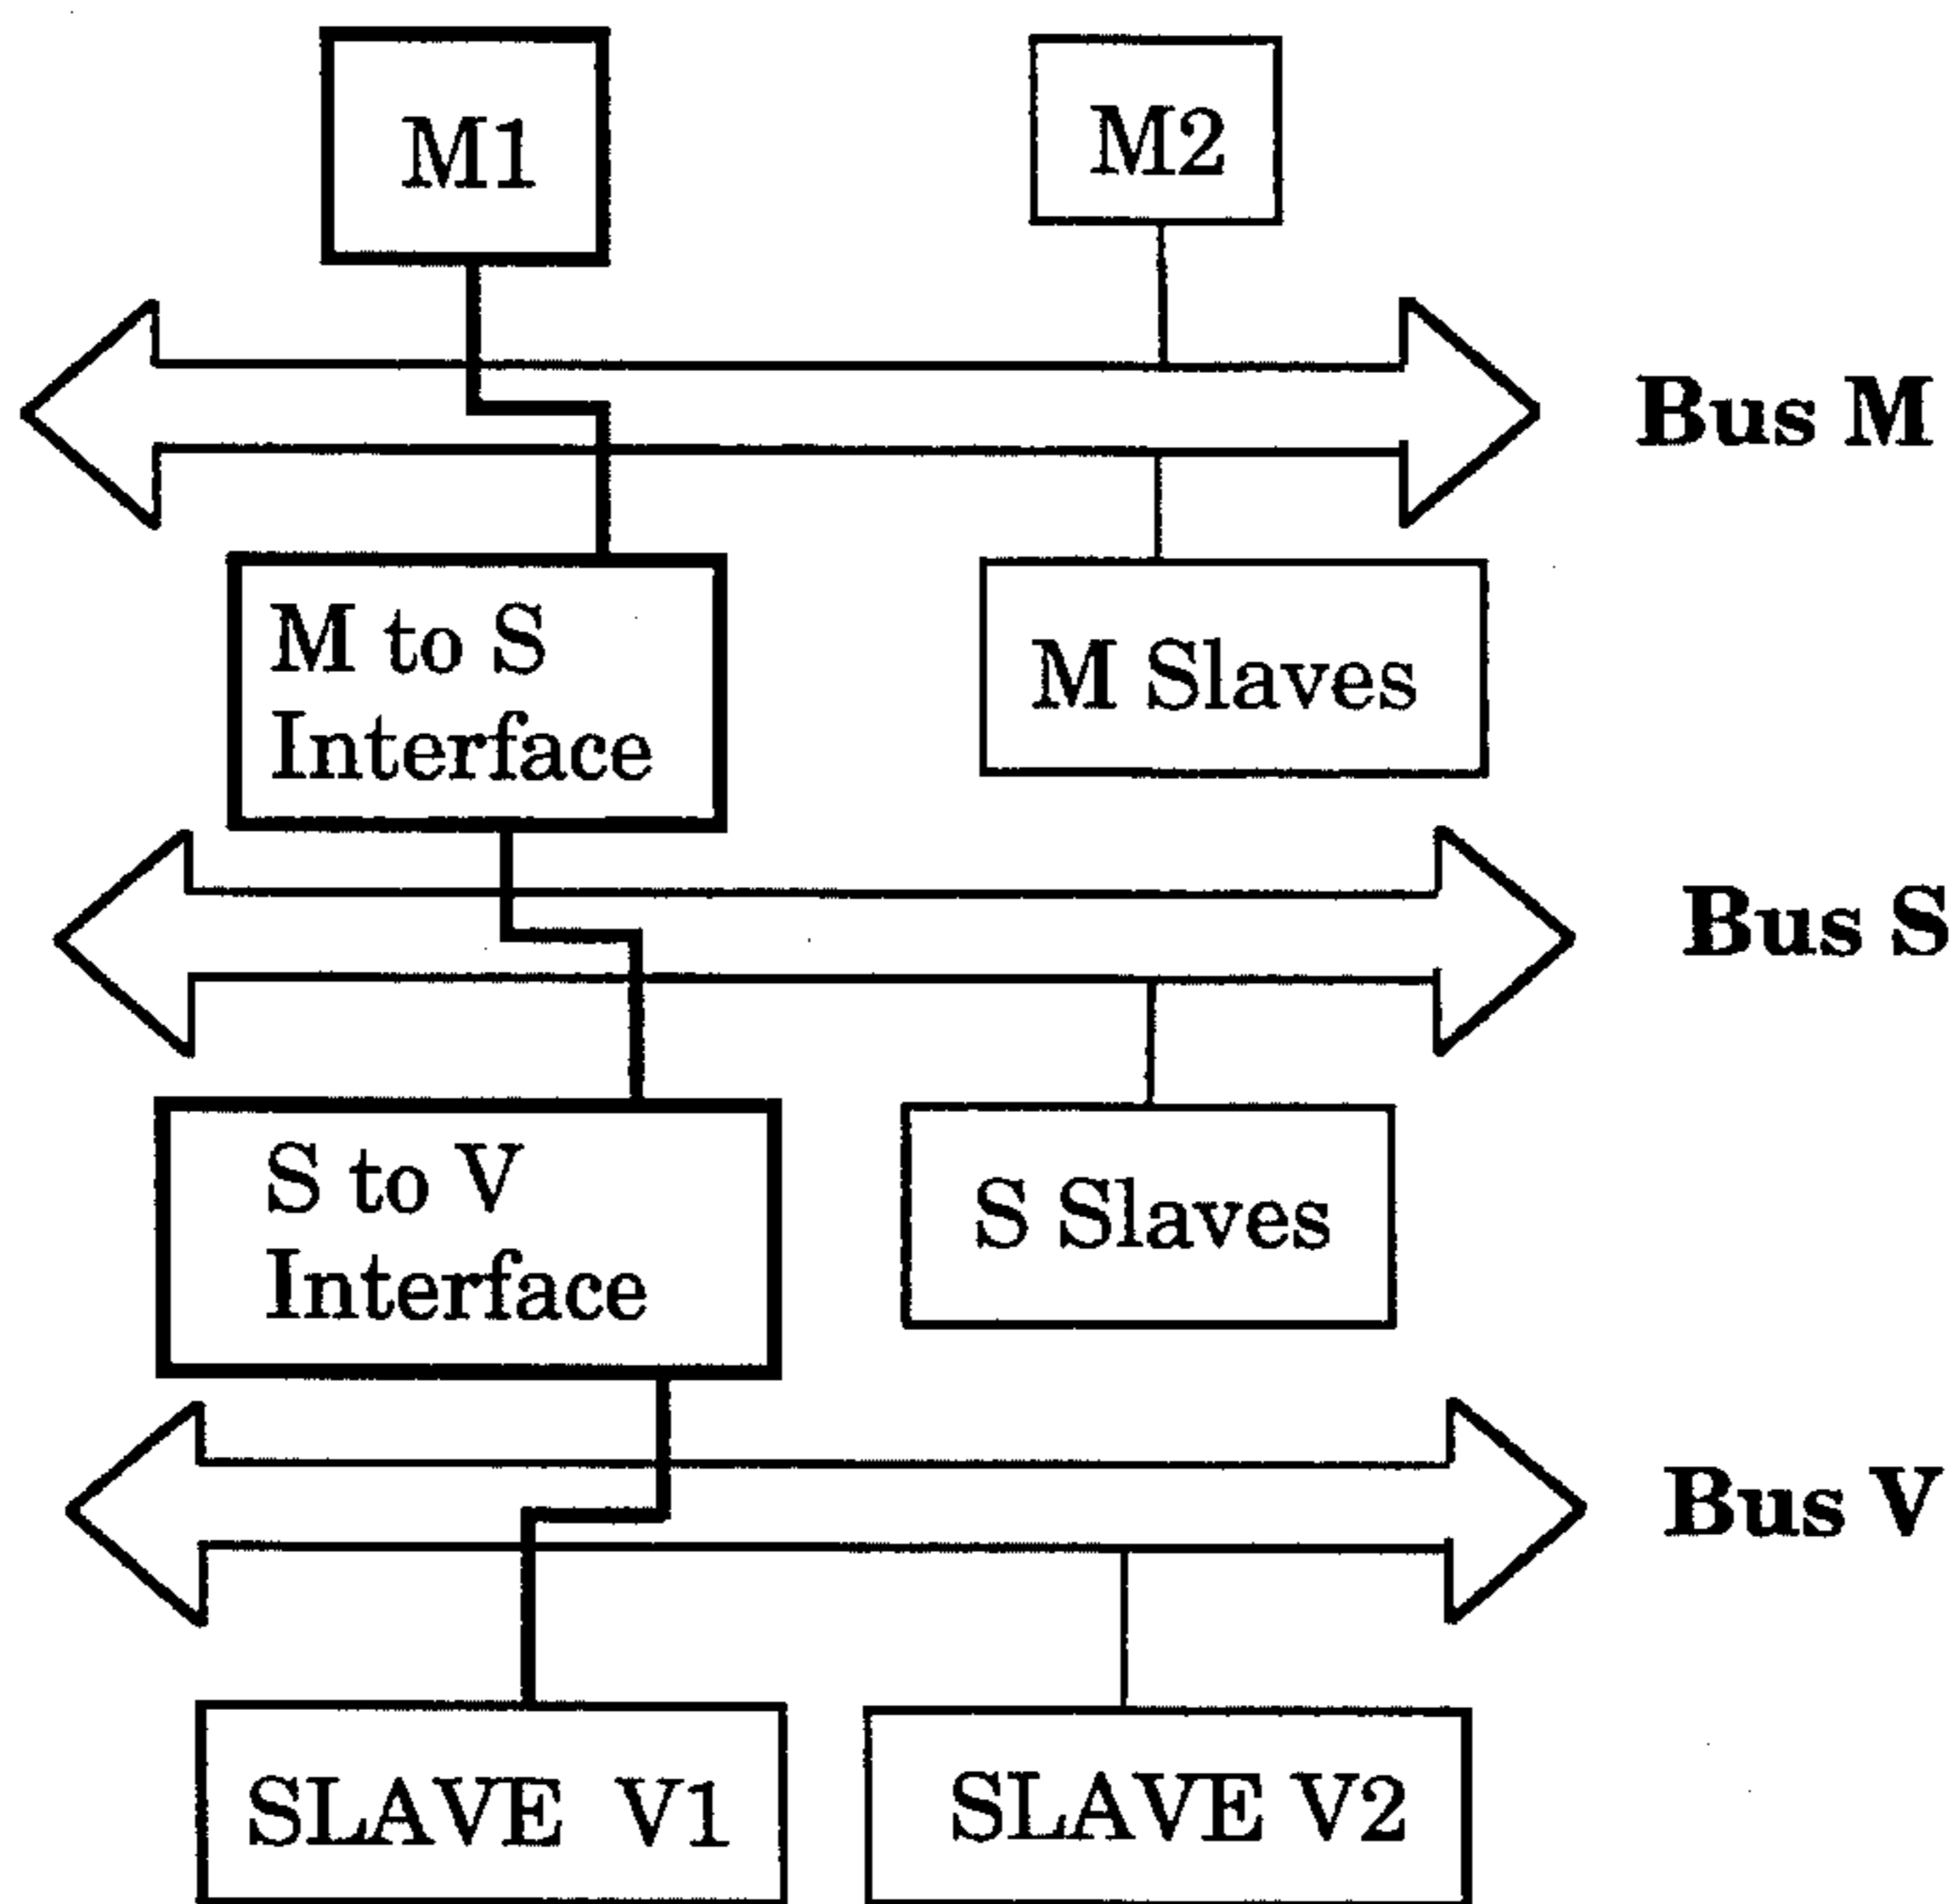 M1
M2
Bus M
M to S
Interface
M Slaves
Bus S
S to V
Interface
S Slaves
Bus V
SLAVE V1
SLAVE V2